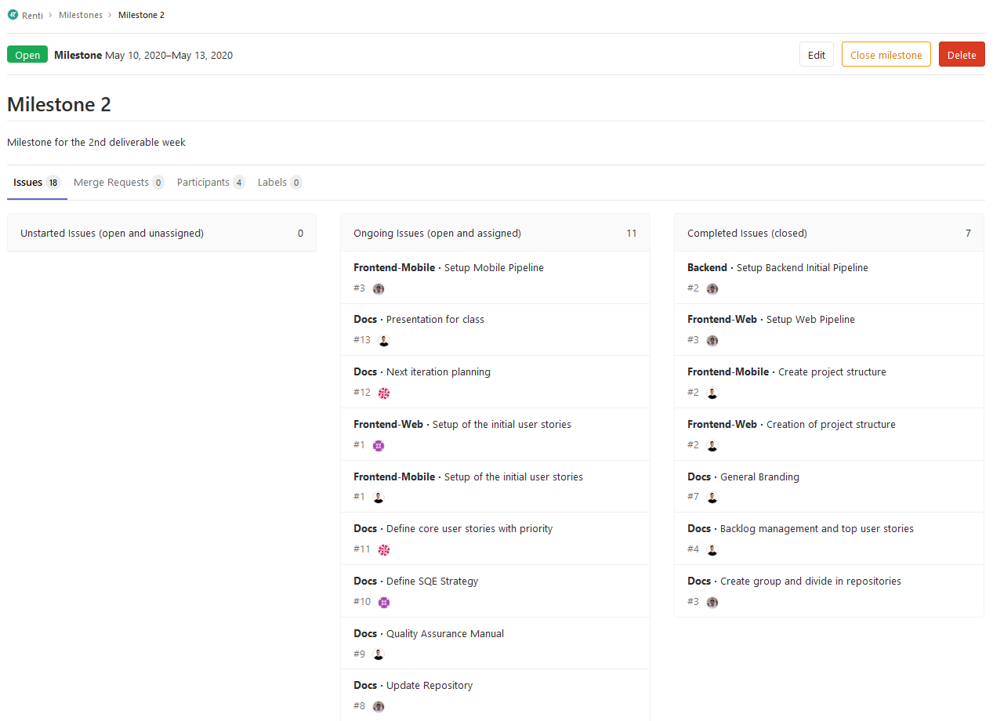 Renti > Milestones > Milestone 2
Open Milestone May 10, 2020–May 13, 2020 Edit Close milestone Delete
Milestone 2
Milestone for the 2nd deliverable week
Issues 18 Merge Requests 0 Participants 4 Labels 0
Unstarted Issues (open and unassigned) 0
Ongoing Issues (open and assigned) 11
Frontend-Mobile · Setup Mobile Pipeline
#3
Docs · Presentation for class
#13
Docs · Next iteration planning
#12
Frontend-Web · Setup of the initial user stories
#1
Frontend-Mobile · Setup of the initial user stories
#1
Docs · Define core user stories with priority
#11
Docs · Define SQE Strategy
#10
Docs · Quality Assurance Manual
#9
Docs · Update Repository
#8
Completed Issues (closed) 7
Backend · Setup Backend Initial Pipeline
#2
Frontend-Web · Setup Web Pipeline
#3
Frontend-Mobile · Create project structure
#2
Frontend-Web · Creation of project structure
#2
Docs · General Branding
#7
Docs · Backlog management and top user stories
#4
Docs · Create group and divide in repositories
#3